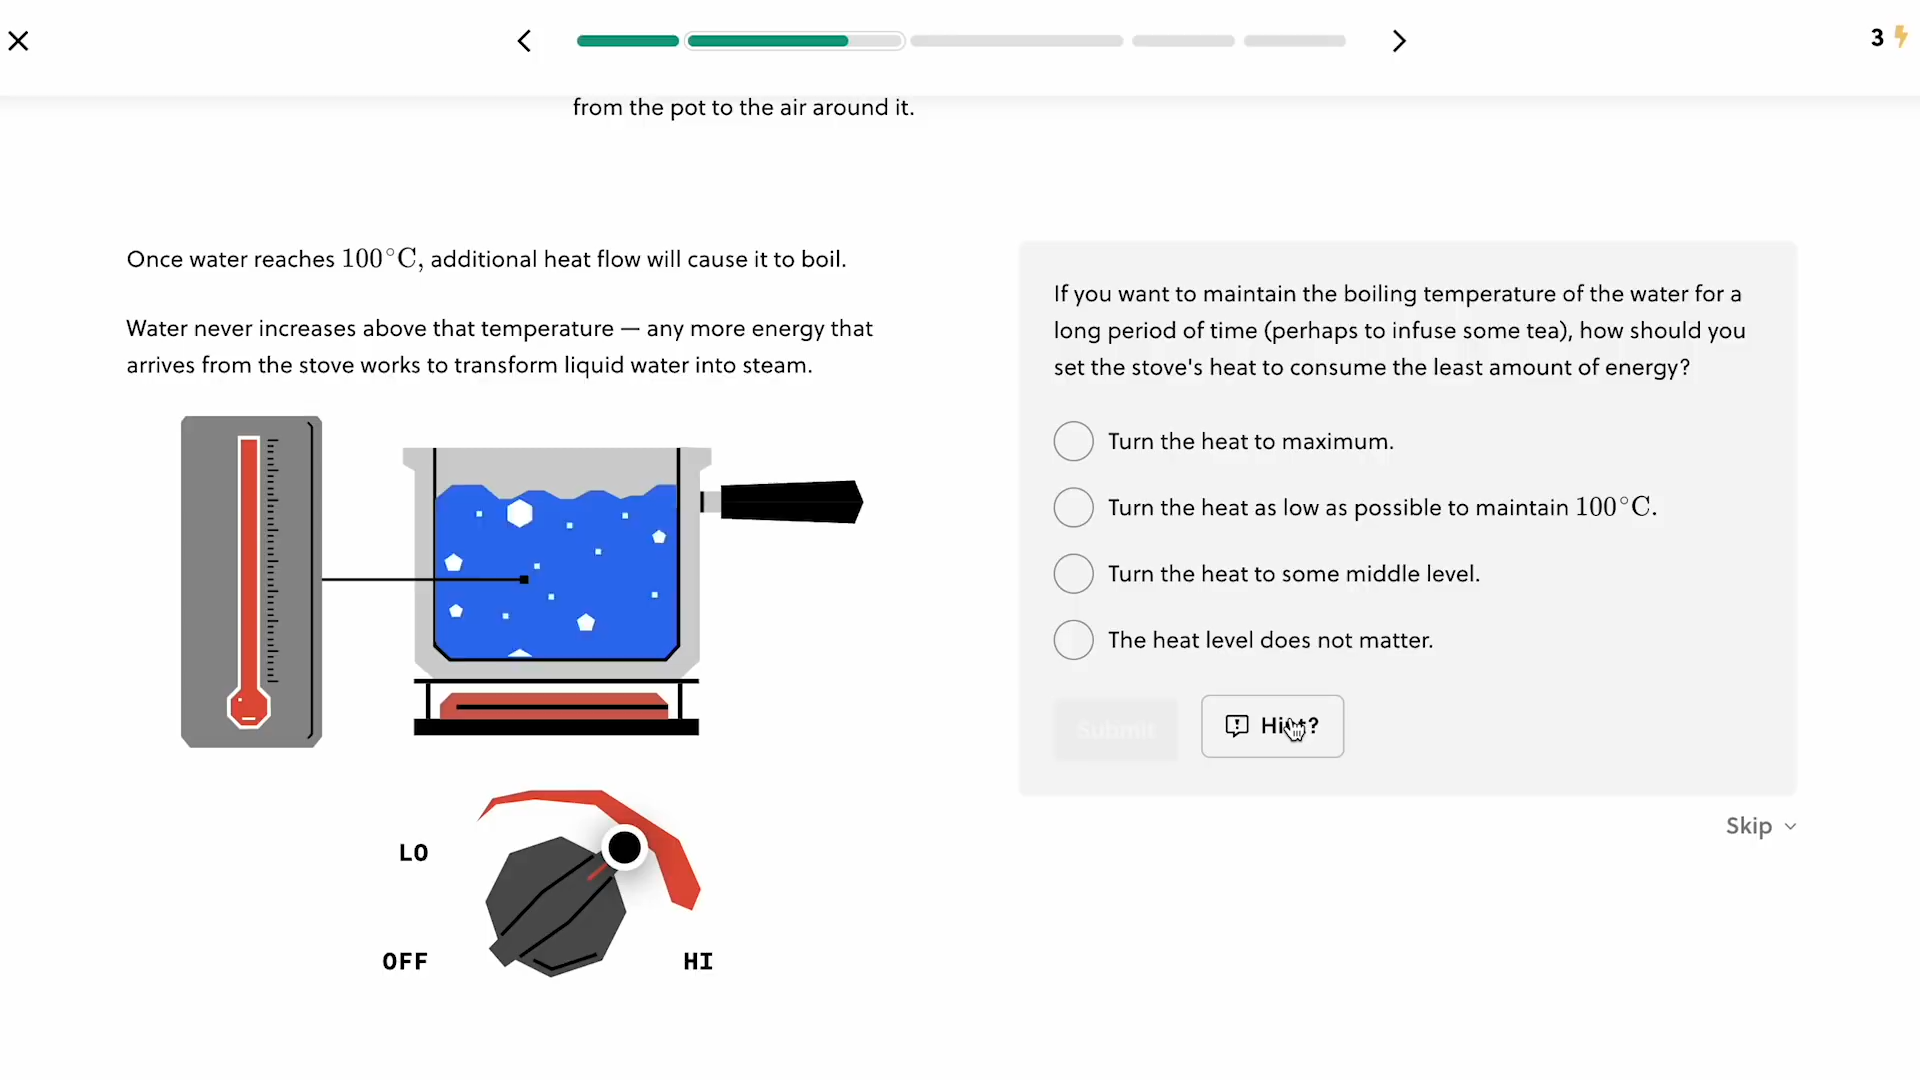 3
from the pot to the air around it.
Once water reaches 100°C, additional heat flow will cause it to boil.
Water never increases above that temperature — any more energy that
arrives from the stove works to transform liquid water into steam.
LO
OFF
HI
If you want to maintain the boiling temperature of the water for a
long period of time (perhaps to infuse some tea), how should you
set the stove's heat to consume the least amount of energy?
Turn the heat to maximum.
Turn the heat as low as possible to maintain 100°C.
Turn the heat to some middle level.
The heat level does not matter.
Submit
Hint?
Skip